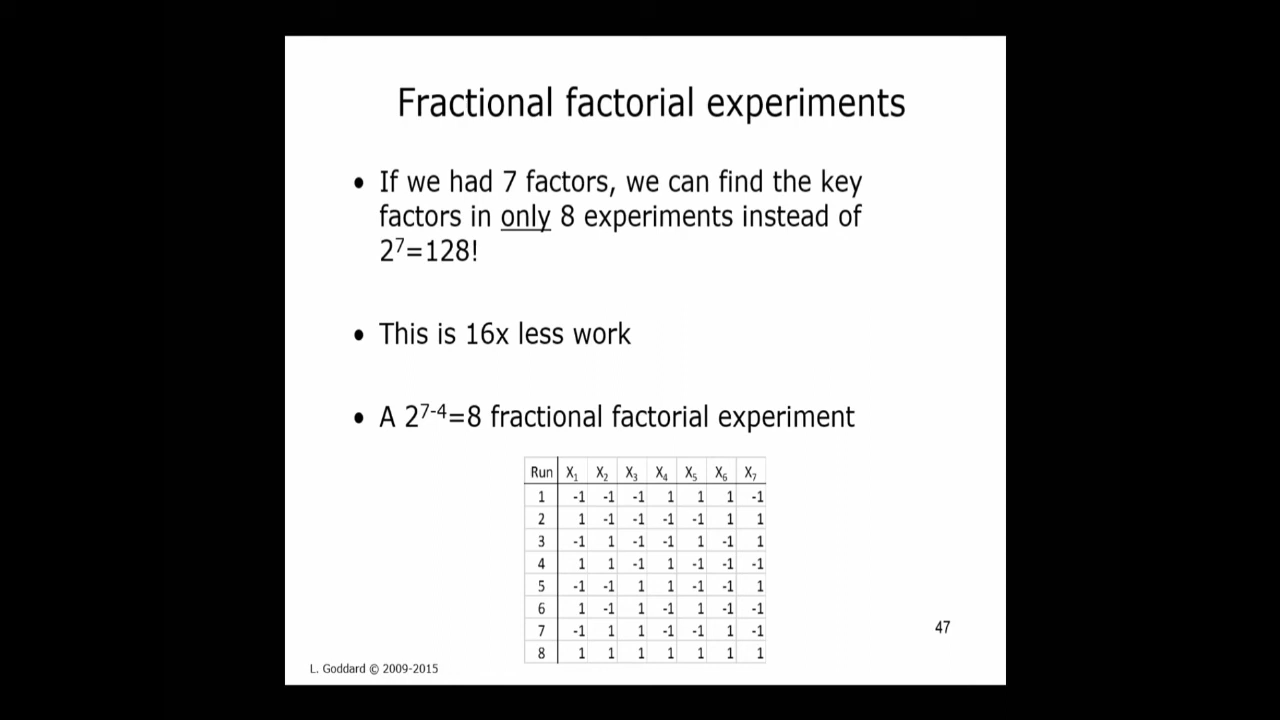 Fractional factorial experiments
• If we had 7 factors, we can find the key
factors in only 8 experiments instead of
2⁷=128!
• This is 16x less work
• A 2⁷⁻⁴=8 fractional factorial experiment
Run X₁ X₂ X₃ X₄ X₅ X₆ X₇
1 -1 -1 -1 1 1 1 -1
2 1 -1 -1 -1 -1 1 1
3 -1 1 -1 -1 1 -1 1
4 1 1 -1 1 -1 -1 -1
5 -1 -1 1 1 -1 -1 1
6 1 -1 1 -1 1 -1 -1
7 -1 1 1 -1 -1 1 -1
8 1 1 1 1 1 1 1
47
L. Goddard © 2009-2015